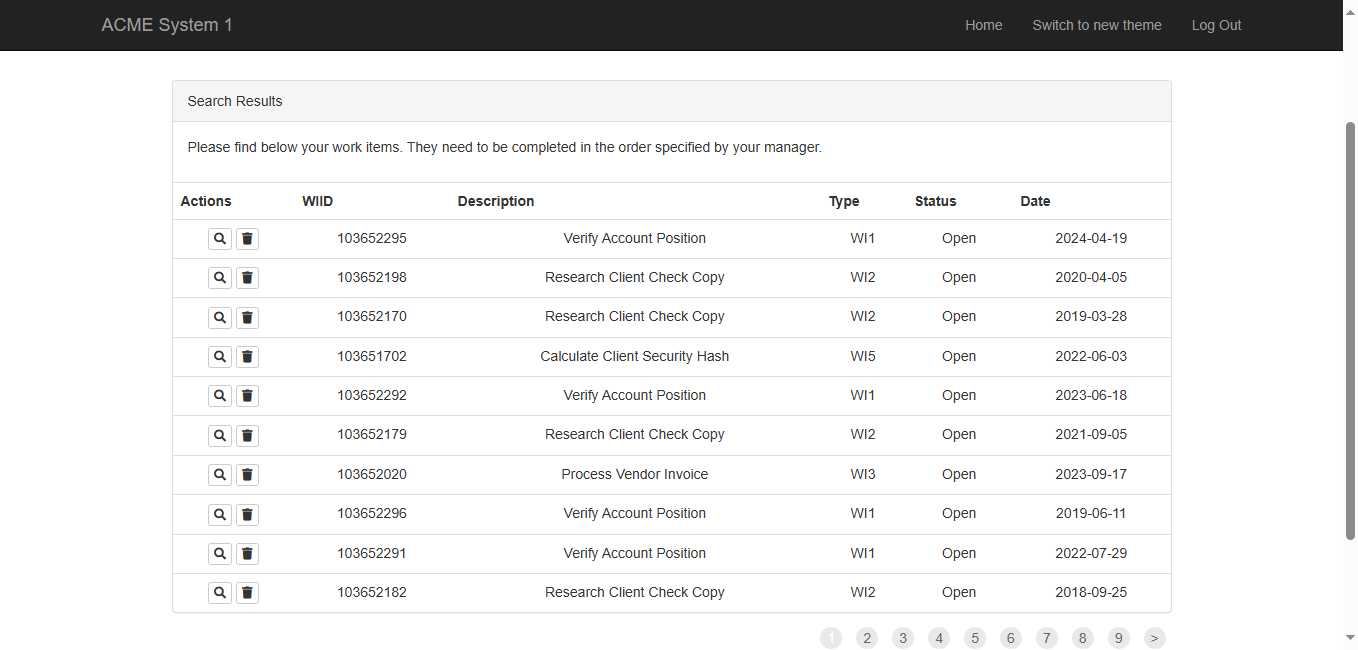 ACME System 1 Home Switch to new theme Log Out
Search Results
Please find below your work items. They need to be completed in the order specified by your manager.
Actions WIID Description Type Status Date
103652295 Verify Account Position WI1 Open 2024-04-19
103652198 Research Client Check Copy WI2 Open 2020-04-05
103652170 Research Client Check Copy WI2 Open 2019-03-28
103651702 Calculate Client Security Hash WI5 Open 2022-06-03
103652292 Verify Account Position WI1 Open 2023-06-18
103652179 Research Client Check Copy WI2 Open 2021-09-05
103652020 Process Vendor Invoice WI3 Open 2023-09-17
103652296 Verify Account Position WI1 Open 2019-06-11
103652291 Verify Account Position WI1 Open 2022-07-29
103652182 Research Client Check Copy WI2 Open 2018-09-25
1 2 3 4 5 6 7 8 9 >